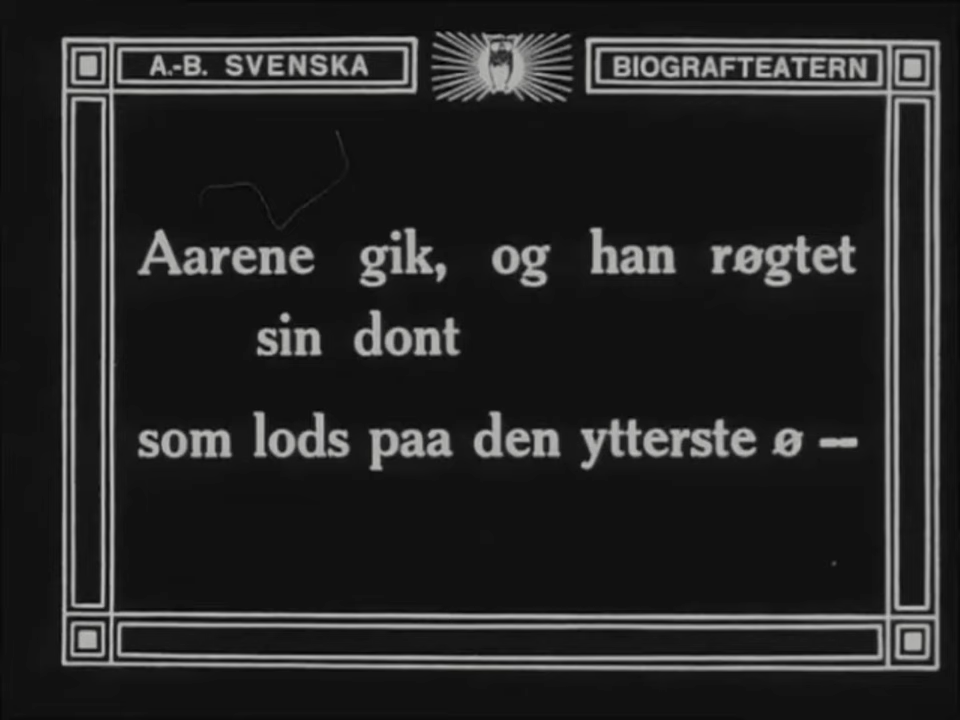 A.-B. SVENSKA BIOGRAFTEATERN
Aarene gik, og han røgtet
sin dont
som lods paa den ytterste ø —